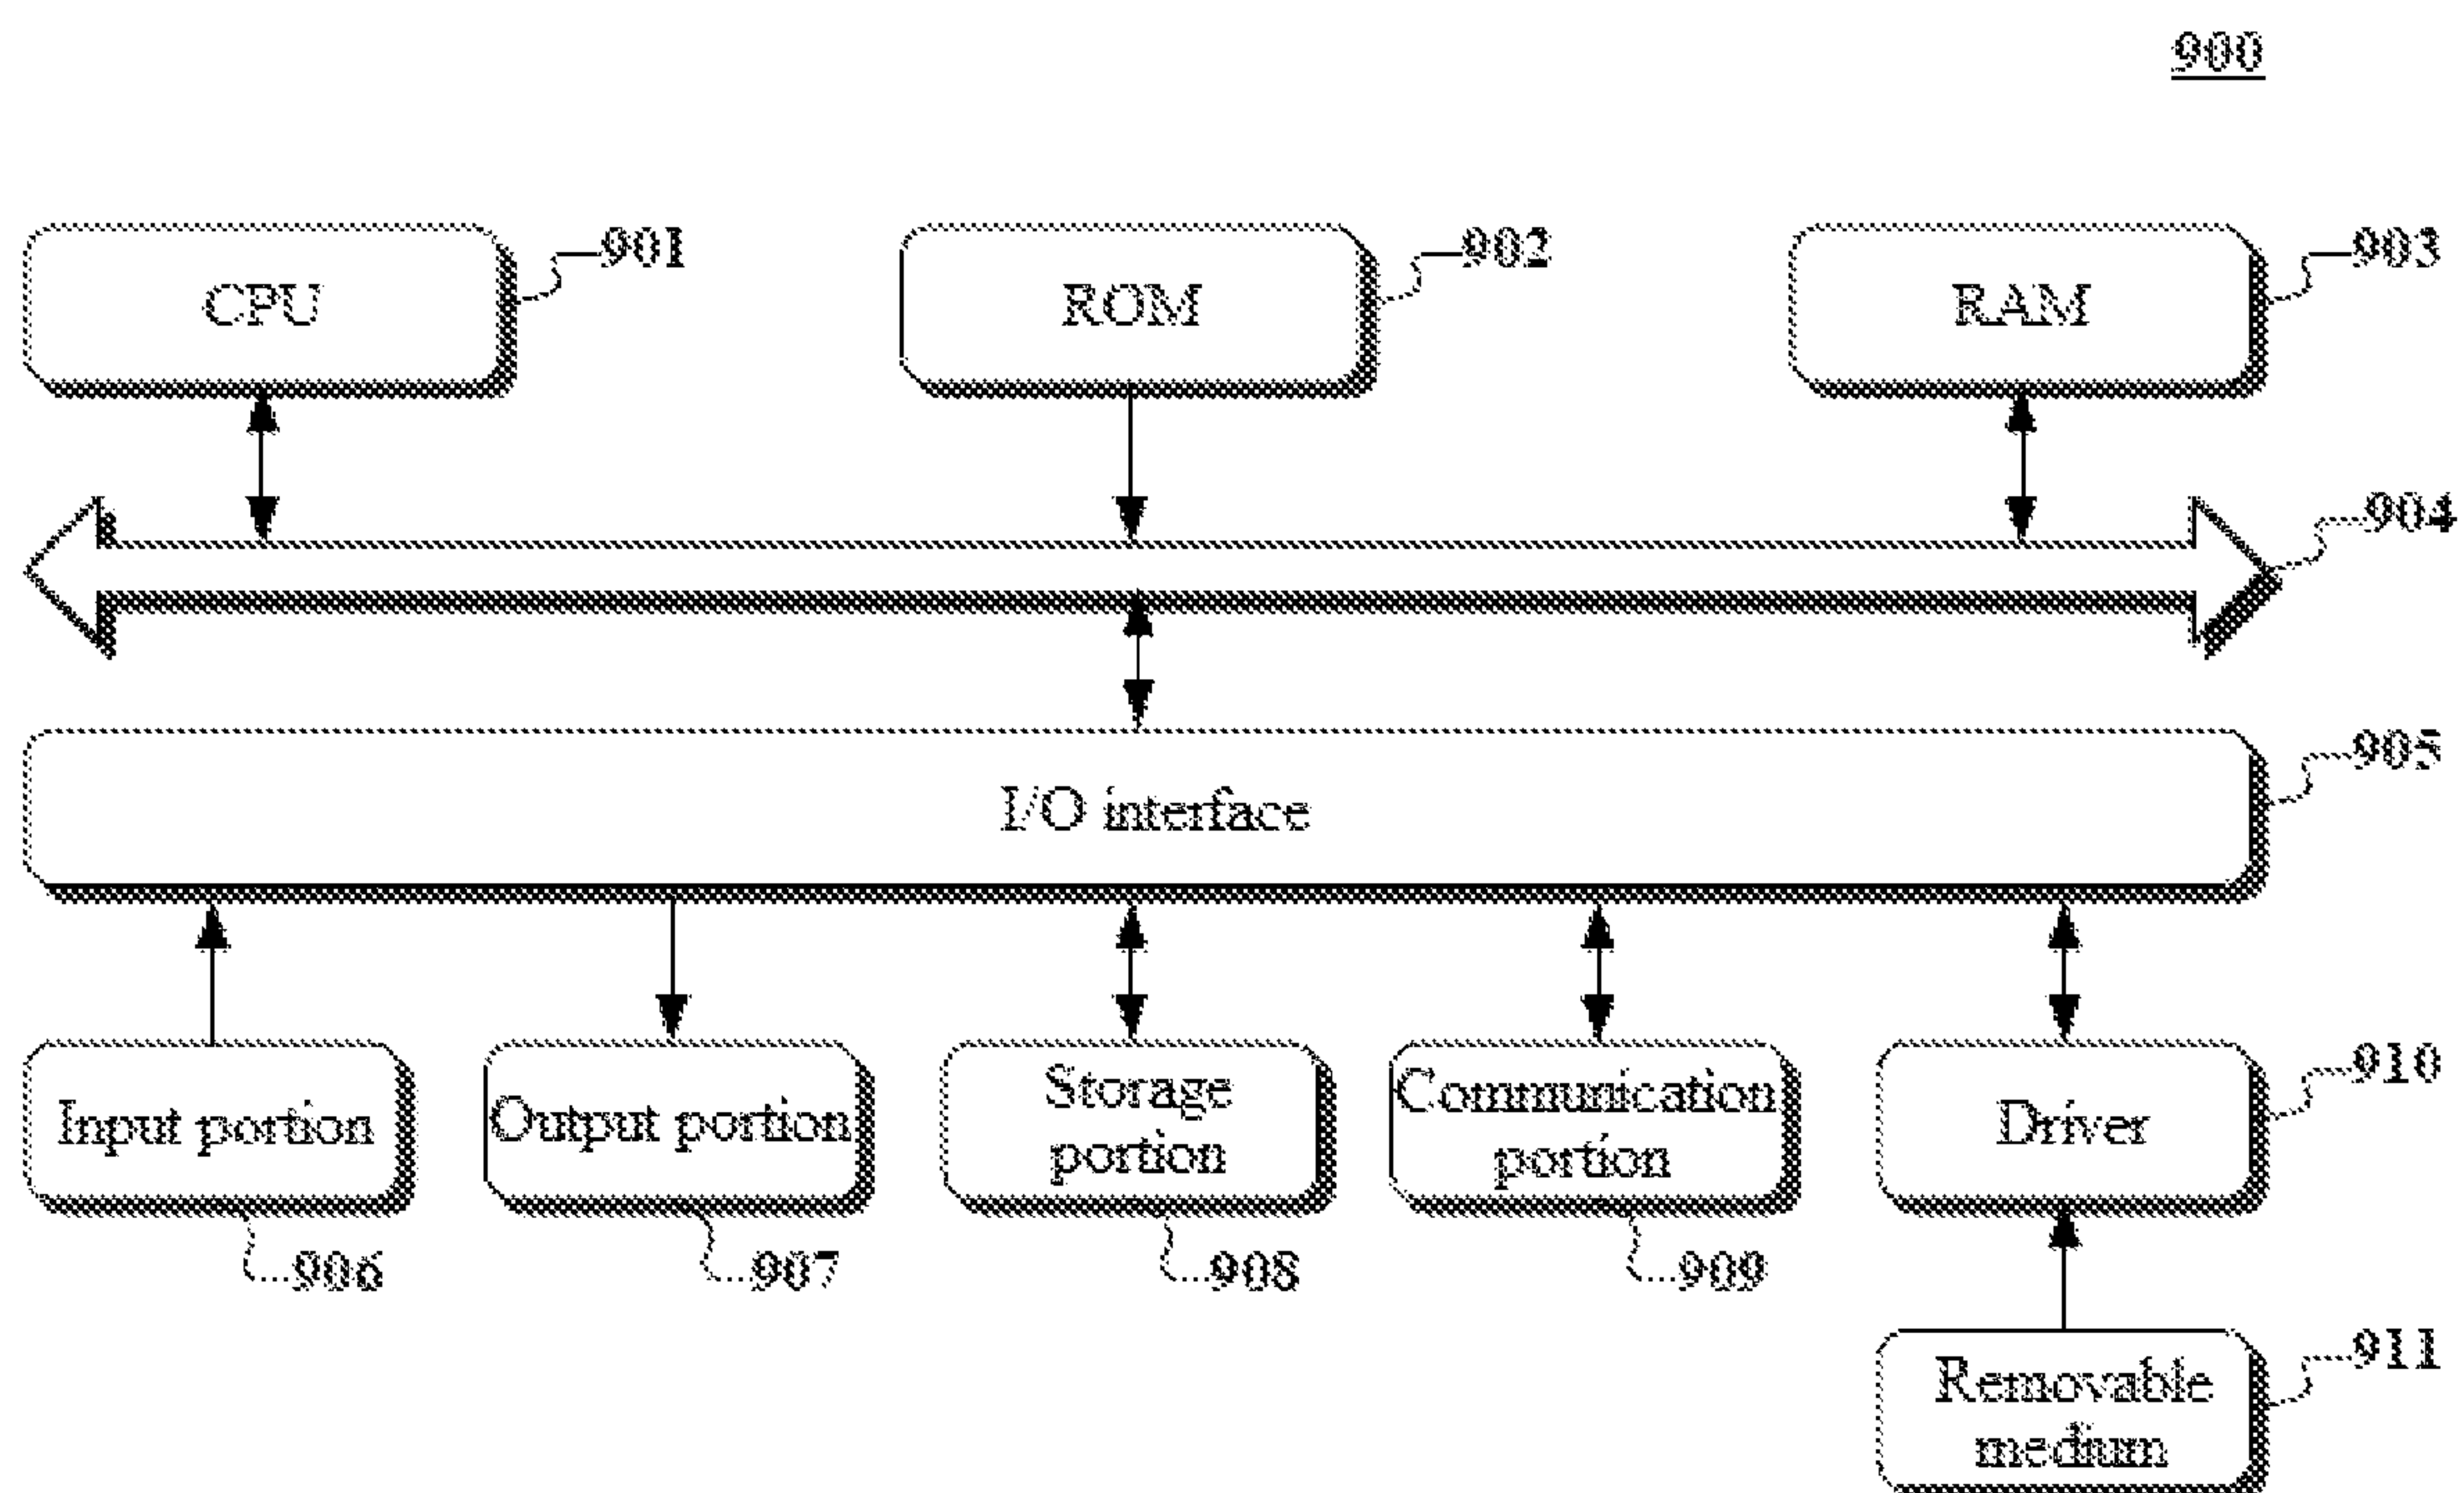 900
CPU
901
ROM
902
RAM
903
904
905
I/O interface
Input portion
Output portion
Storage
portion
Communication
portion
Driver
910
906
907
908
909
Removable
medium
911